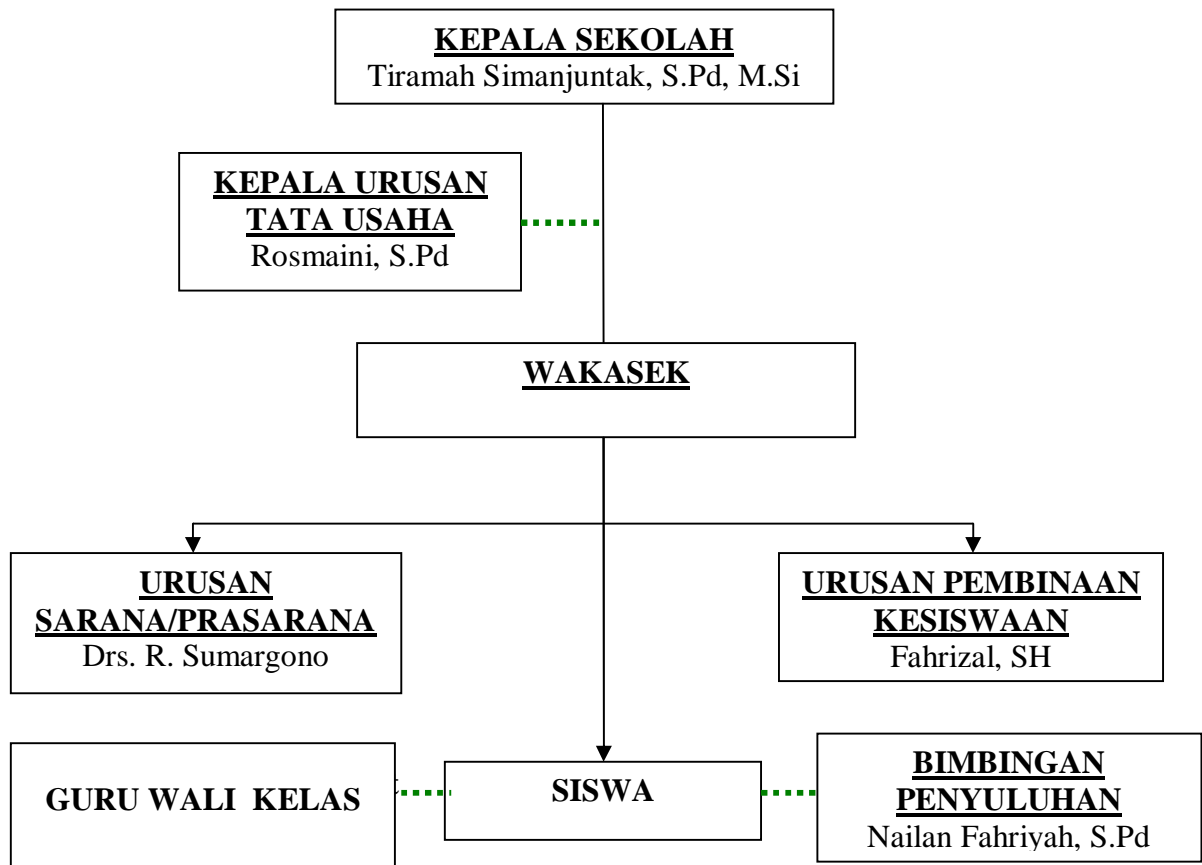 KEPALA SEKOLAH
Tiramah Simanjuntak, S.Pd, M.Si
KEPALA URUSAN
TATA USAHA
Rosmaini, S.Pd
WAKASEK
URUSAN
SARANA/PRASARANA
Drs. R. Sumargono
URUSAN PEMBINAAN
KESISWAAN
Fahrizal, SH
GURU WALI KELAS
SISWA
BIMBINGAN
PENYULUHAN
Nailan Fahriyah, S.Pd